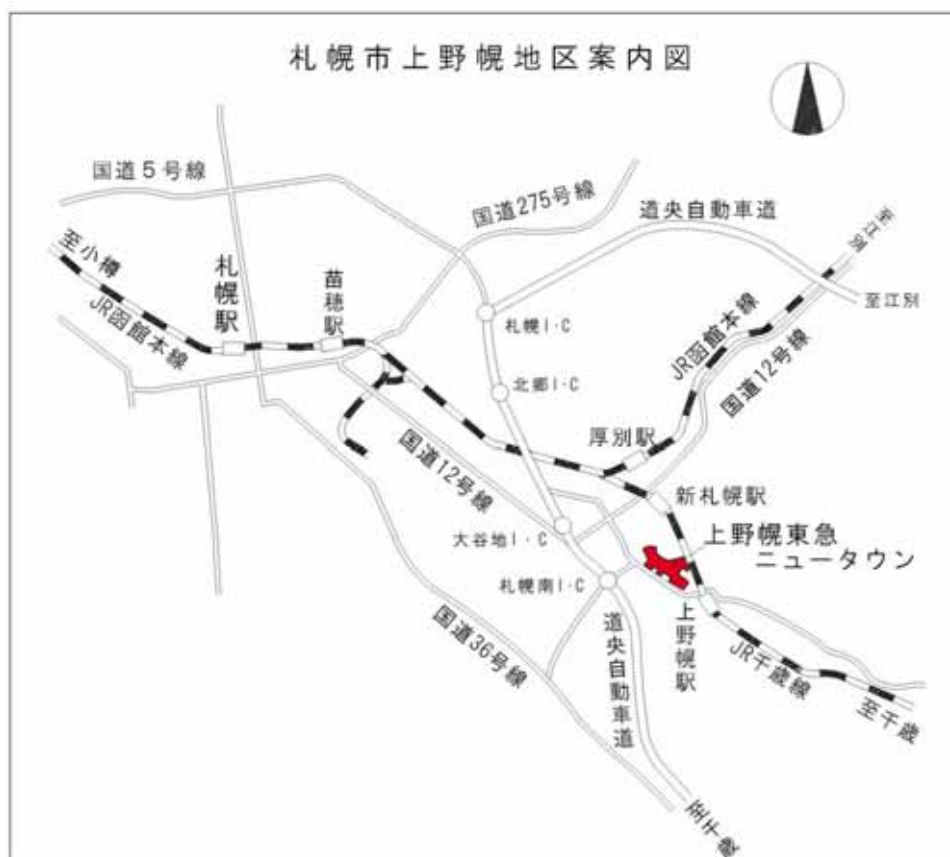 札幌市上野幌地区案内図
国道5号線
国道275号線
道央自動車道
至江別
至小樽
札幌駅
苗穂駅
JR函館本線
札幌I・C
至江別
JR函館本線
国道12号線
北郷I・C
厚別駅
国道12号線
新札幌駅
大谷地I・C
上野幌東急
ニュータウン
札幌南I・C
国道36号線
道央自動車道
上野幌駅
JR千歳線
至千歳
至千歳